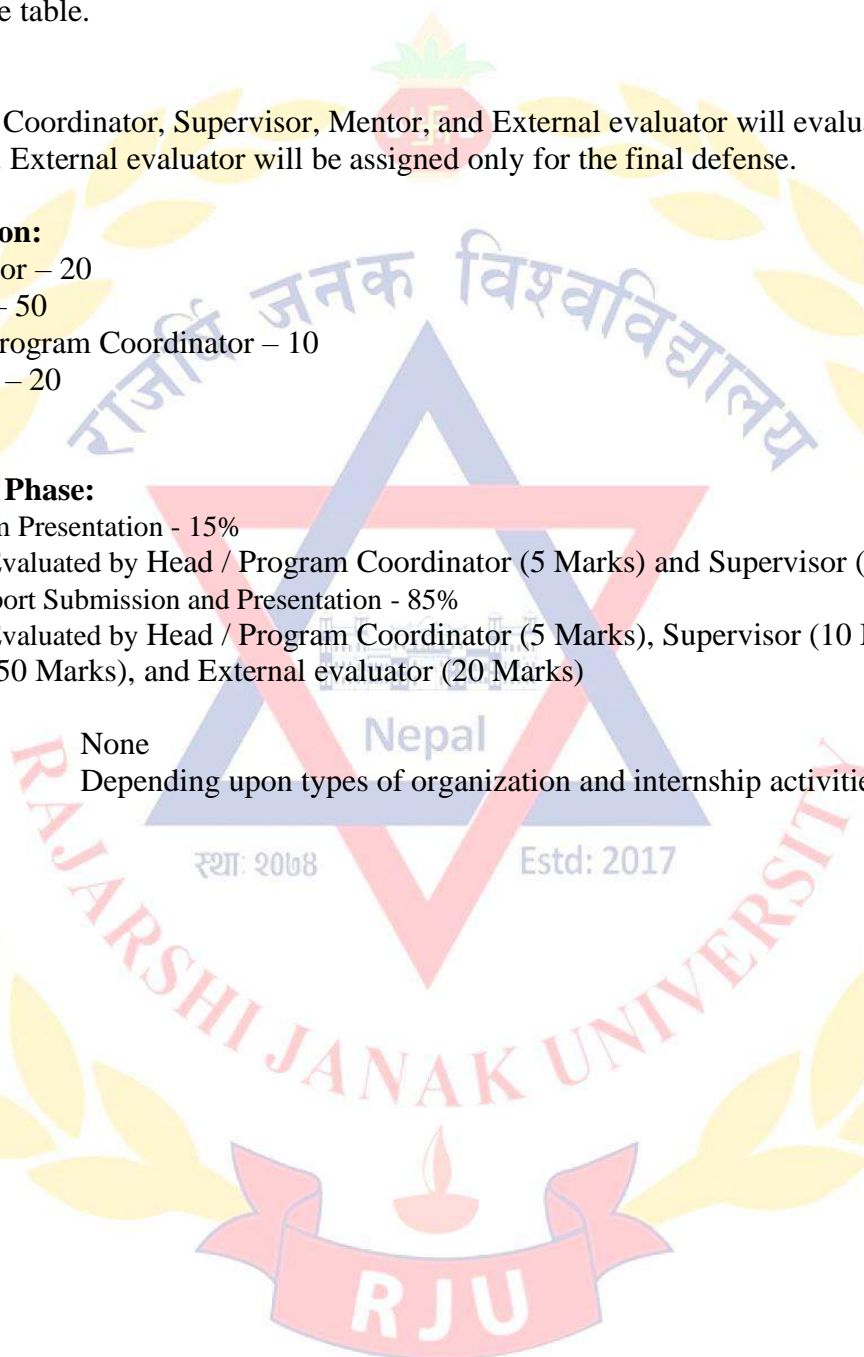 e table.
Coordinator, Supervisor, Mentor, and External evaluator will evalua
. External evaluator will be assigned only for the final defense.
on:
or – 20
– 50
rogram Coordinator – 10
– 20
राजर्षि जनक विश्वविद्यालय
Phase:
m Presentation - 15%
Evaluated by Head / Program Coordinator (5 Marks) and Supervisor (
port Submission and Presentation - 85%
Evaluated by Head / Program Coordinator (5 Marks), Supervisor (10 M
50 Marks), and External evaluator (20 Marks)
Nepal
None
Depending upon types of organization and internship activitie
स्थाः २०७४
Estd: 2017
RAJARSHI JANAK UNIVERSITY
RJU